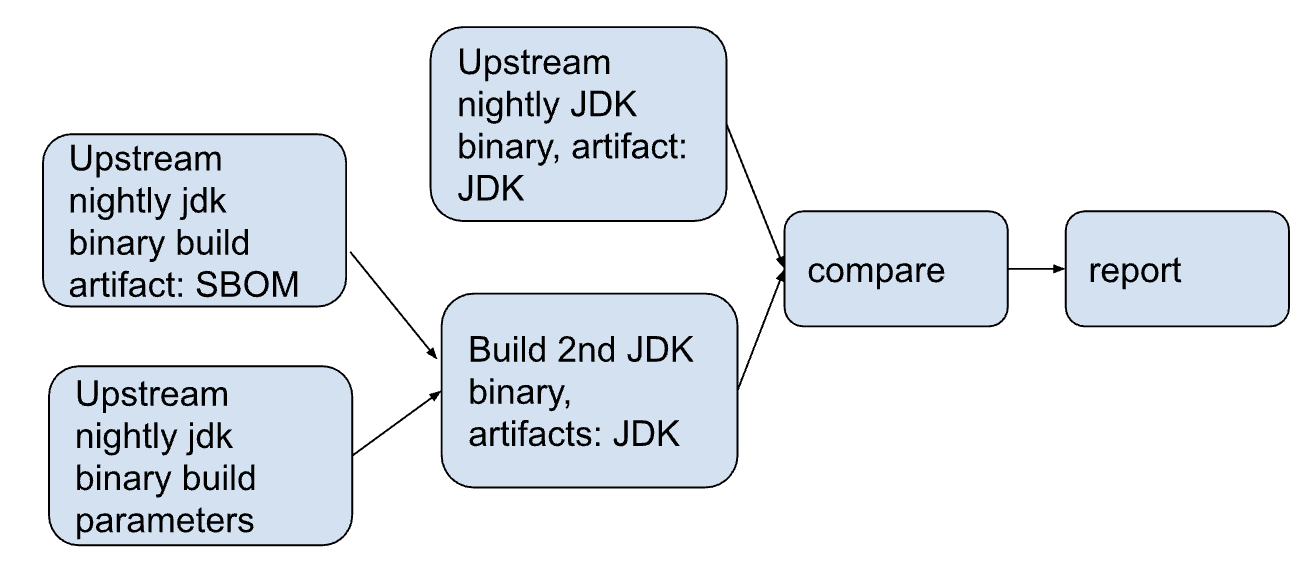 Upstream
nightly jdk
binary build
artifact: SBOM
Upstream
nightly jdk
binary build
parameters
Upstream
nightly JDK
binary, artifact:
JDK
Build 2nd JDK
binary,
artifacts: JDK
compare
report